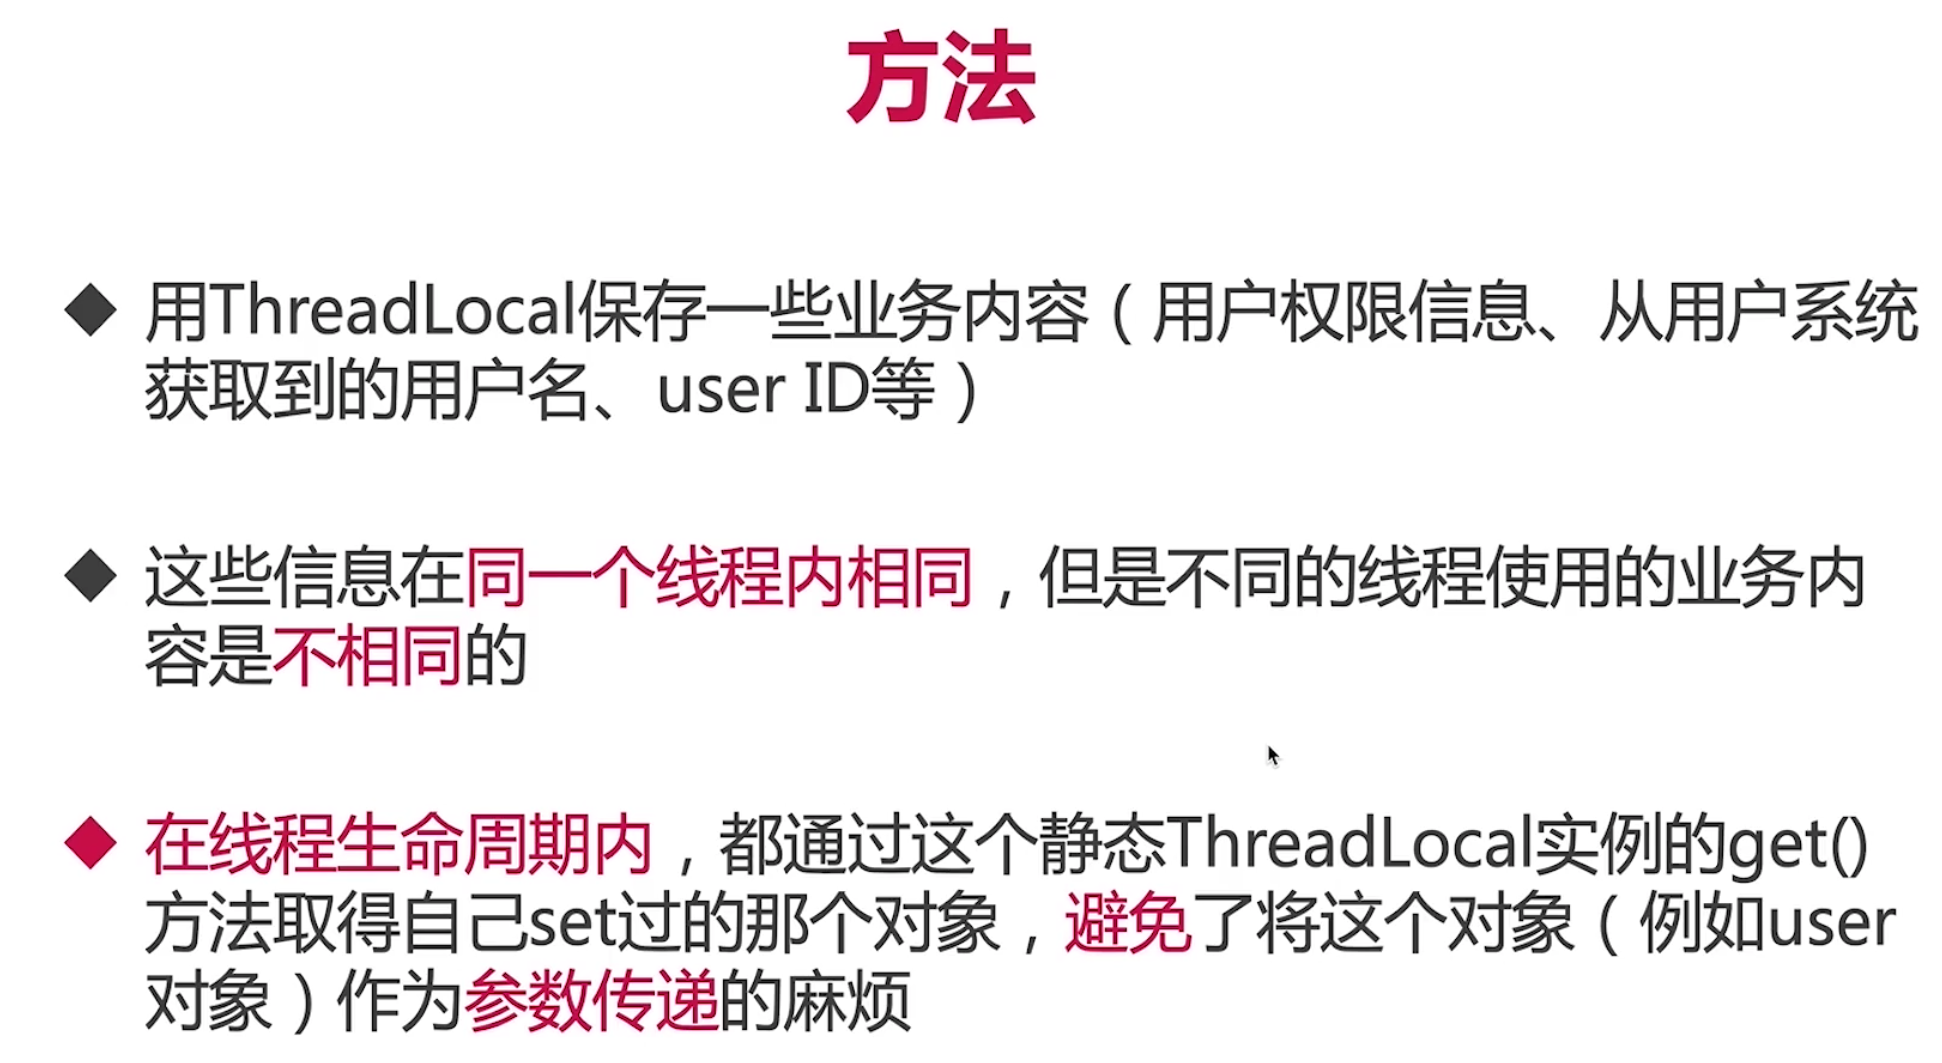 方法
◆ 用ThreadLocal保存一些业务内容（用户权限信息、从用户系统
获取到的用户名、user ID等）
◆ 这些信息在同一个线程内相同，但是不同的线程使用的业务内
容是不相同的
◆ 在线程生命周期内，都通过这个静态ThreadLocal实例的get()
方法取得自己set过的那个对象，避免了将这个对象（例如user
对象）作为参数传递的麻烦